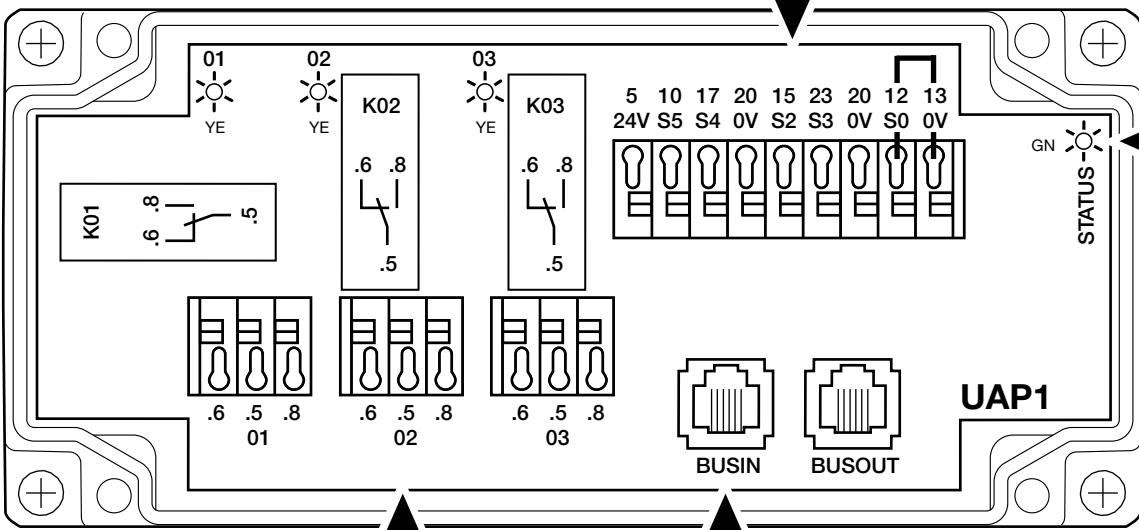 01 02 03
YE YE YE
K02 K03
5 10 17 20 15 23 20 12 13
24V S5 S4 0V S2 S3 0V S0 0V
GN
STATUS
K01 .8 .6 .5
.6 .8 .5
.6 .8 .5
.6 .5 .8 .6 .5 .8 .6 .5 .8
01 02 03
UAP1
BUSIN BUSOUT